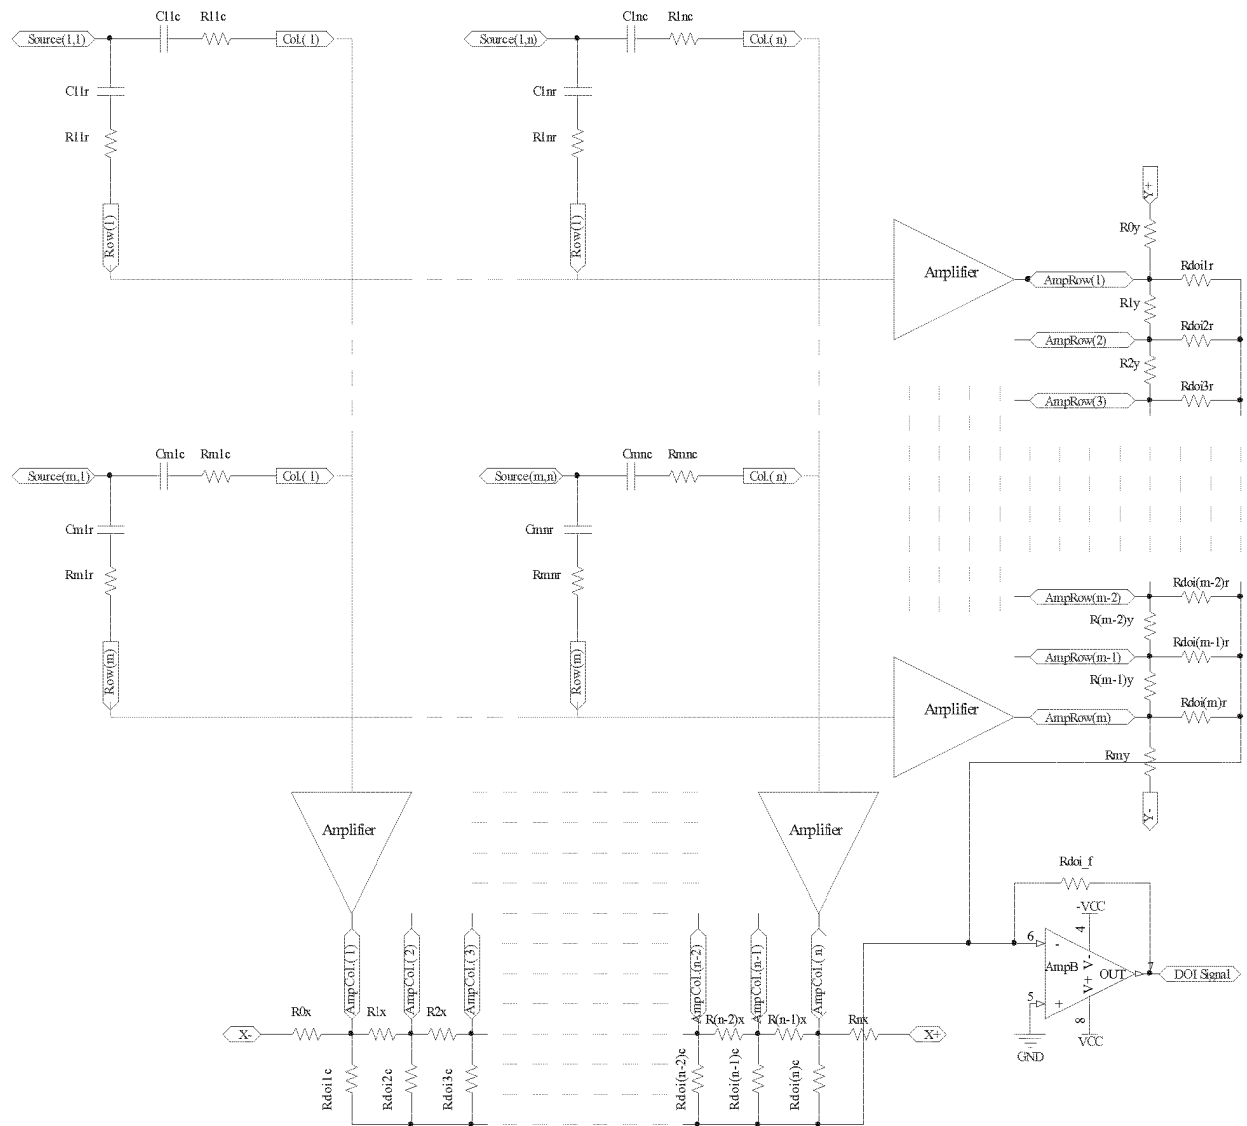 C11c R11c C1nc R1nc
Source(1,1) Col.( 1) Source(1,n) Col.( n)
C11r C1nr
R11r R1nr
Row(1) Row(1)
Y+
R0y
Amplifier Rdoi1r
AmpRow(1)
R1y Rdoi2r
AmpRow(2)
R2y Rdoi3r
AmpRow(3)
Cm1c Rm1c Cmnc Rmnc
Source(m,1) Col.( 1) Source(m,n) Col.( n)
Cm1r Cmnr
Rm1r Rmnr
Rdoi(m-2)r
AmpRow(m-2)
R(m-2)y Rdoi(m-1)r
AmpRow(m-1)
R(m-1)y
Row(m) Row(m)
Amplifier Rdoi(m)r
AmpRow(m)
Rmy
Y-
Amplifier Amplifier
Rdoi_f
-VCC
4
6 - V-
AmpB OUT 7 DOI Signal
5 + V+
8
GND VCC
AmpCol.( 1) AmpCol.( 2) AmpCol.( 3) AmpCol.(n-2) AmpCol.(n-1) AmpCol.( n)
R0x R1x R2x R(n-2)x R(n-1)x Rnx
X- X+
Rdoi1c Rdoi2c Rdoi3c Rdoi(n-2)c Rdoi(n-1)c Rdoi(n)c